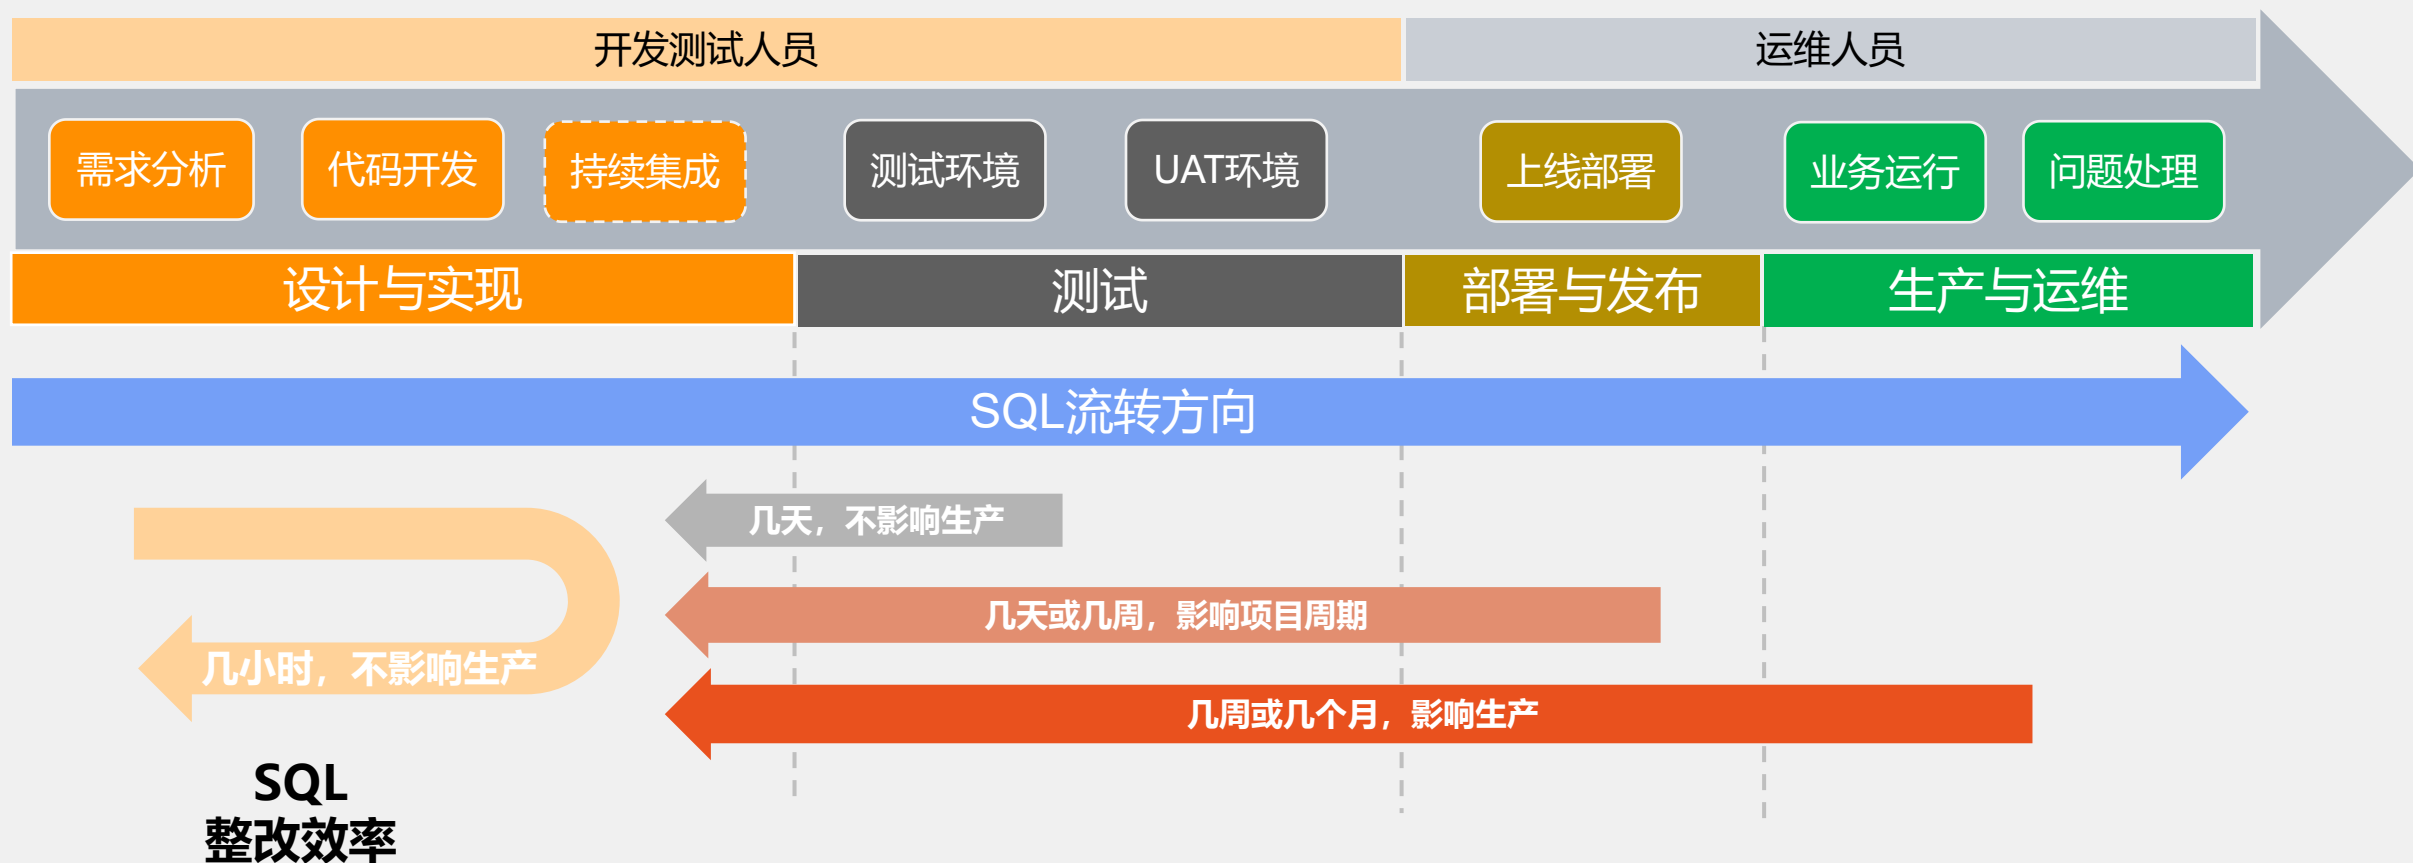 开发测试人员
运维人员
需求分析
代码开发
持续集成
测试环境
UAT环境
上线部署
业务运行
问题处理
设计与实现
测试
部署与发布
生产与运维
SQL流转方向
几天，不影响生产
几天或几周，影响项目周期
几小时，不影响生产
几周或几个月，影响生产
SQL
整改效率